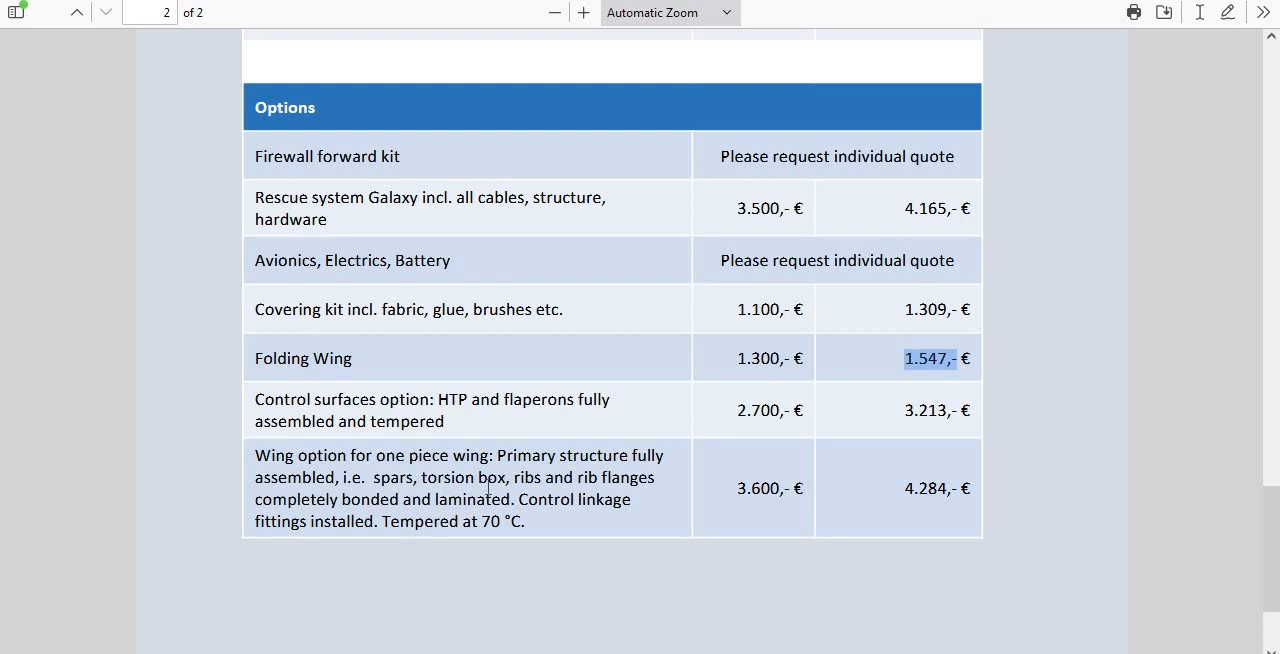 2 of 2 Automatic Zoom
Options
Firewall forward kit Please request individual quote
Rescue system Galaxy incl. all cables, structure,
hardware 3.500,- € 4.165,- €
Avionics, Electrics, Battery Please request individual quote
Covering kit incl. fabric, glue, brushes etc. 1.100,- € 1.309,- €
Folding Wing 1.300,- € 1.547,- €
Control surfaces option: HTP and flaperons fully
assembled and tempered 2.700,- € 3.213,- €
Wing option for one piece wing: Primary structure fully
assembled, i.e. spars, torsion box, ribs and rib flanges
completely bonded and laminated. Control linkage
fittings installed. Tempered at 70 °C. 3.600,- € 4.284,- €